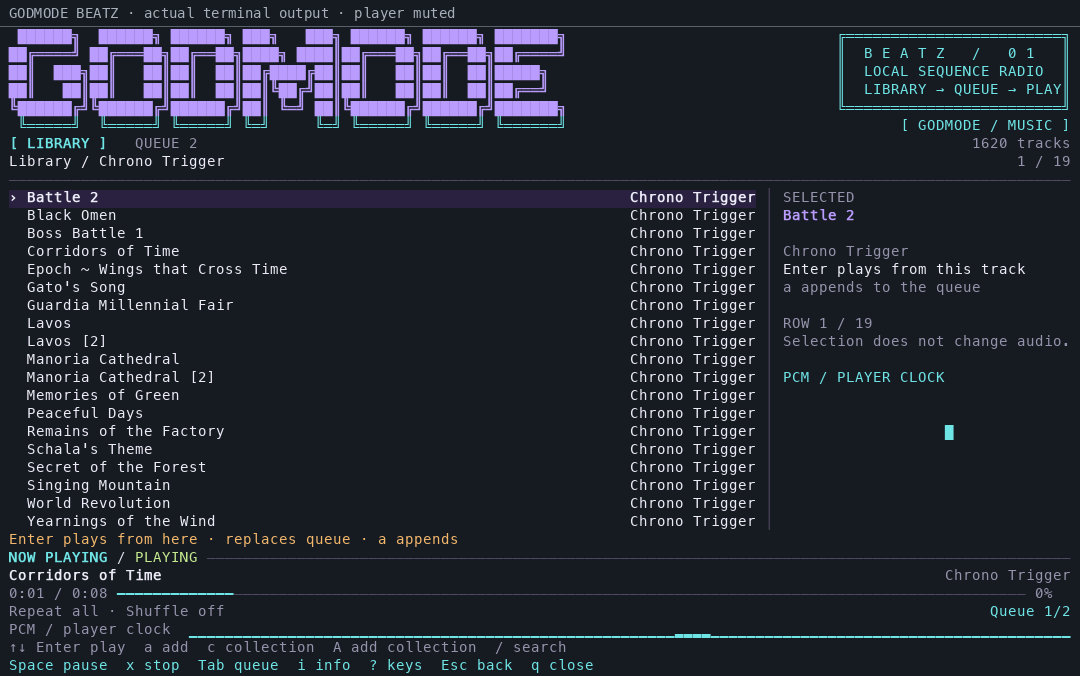 GODMODE BEATZ · actual terminal output · player muted
GODMODE
B E A T Z / 0 1
LOCAL SEQUENCE RADIO
LIBRARY → QUEUE → PLAY
[ GODMODE / MUSIC ]
[ LIBRARY ] QUEUE 2 1620 tracks
Library / Chrono Trigger 1 / 19
› Battle 2 Chrono Trigger SELECTED
Black Omen Chrono Trigger Battle 2
Boss Battle 1 Chrono Trigger
Corridors of Time Chrono Trigger Chrono Trigger
Epoch ~ Wings that Cross Time Chrono Trigger Enter plays from this track
Gato's Song Chrono Trigger a appends to the queue
Guardia Millennial Fair Chrono Trigger
Lavos Chrono Trigger ROW 1 / 19
Lavos [2] Chrono Trigger Selection does not change audio.
Manoria Cathedral Chrono Trigger
Manoria Cathedral [2] Chrono Trigger PCM / PLAYER CLOCK
Memories of Green Chrono Trigger
Peaceful Days Chrono Trigger
Remains of the Factory Chrono Trigger
Schala's Theme Chrono Trigger
Secret of the Forest Chrono Trigger
Singing Mountain Chrono Trigger
World Revolution Chrono Trigger
Yearnings of the Wind Chrono Trigger
Enter plays from here · replaces queue · a appends
NOW PLAYING / PLAYING
Corridors of Time Chrono Trigger
0:01 / 0:08 0%
Repeat all · Shuffle off Queue 1/2
PCM / player clock
↑↓ Enter play a add c collection A add collection / search
Space pause x stop Tab queue i info ? keys Esc back q close